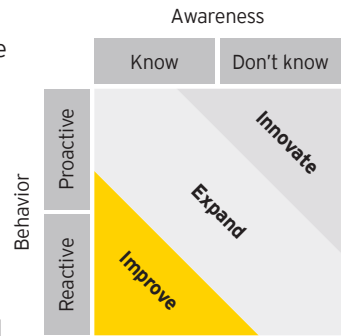 Awareness
Know
Don't know
Behavior
Proactive
Reactive
Innovate
Expand
Improve